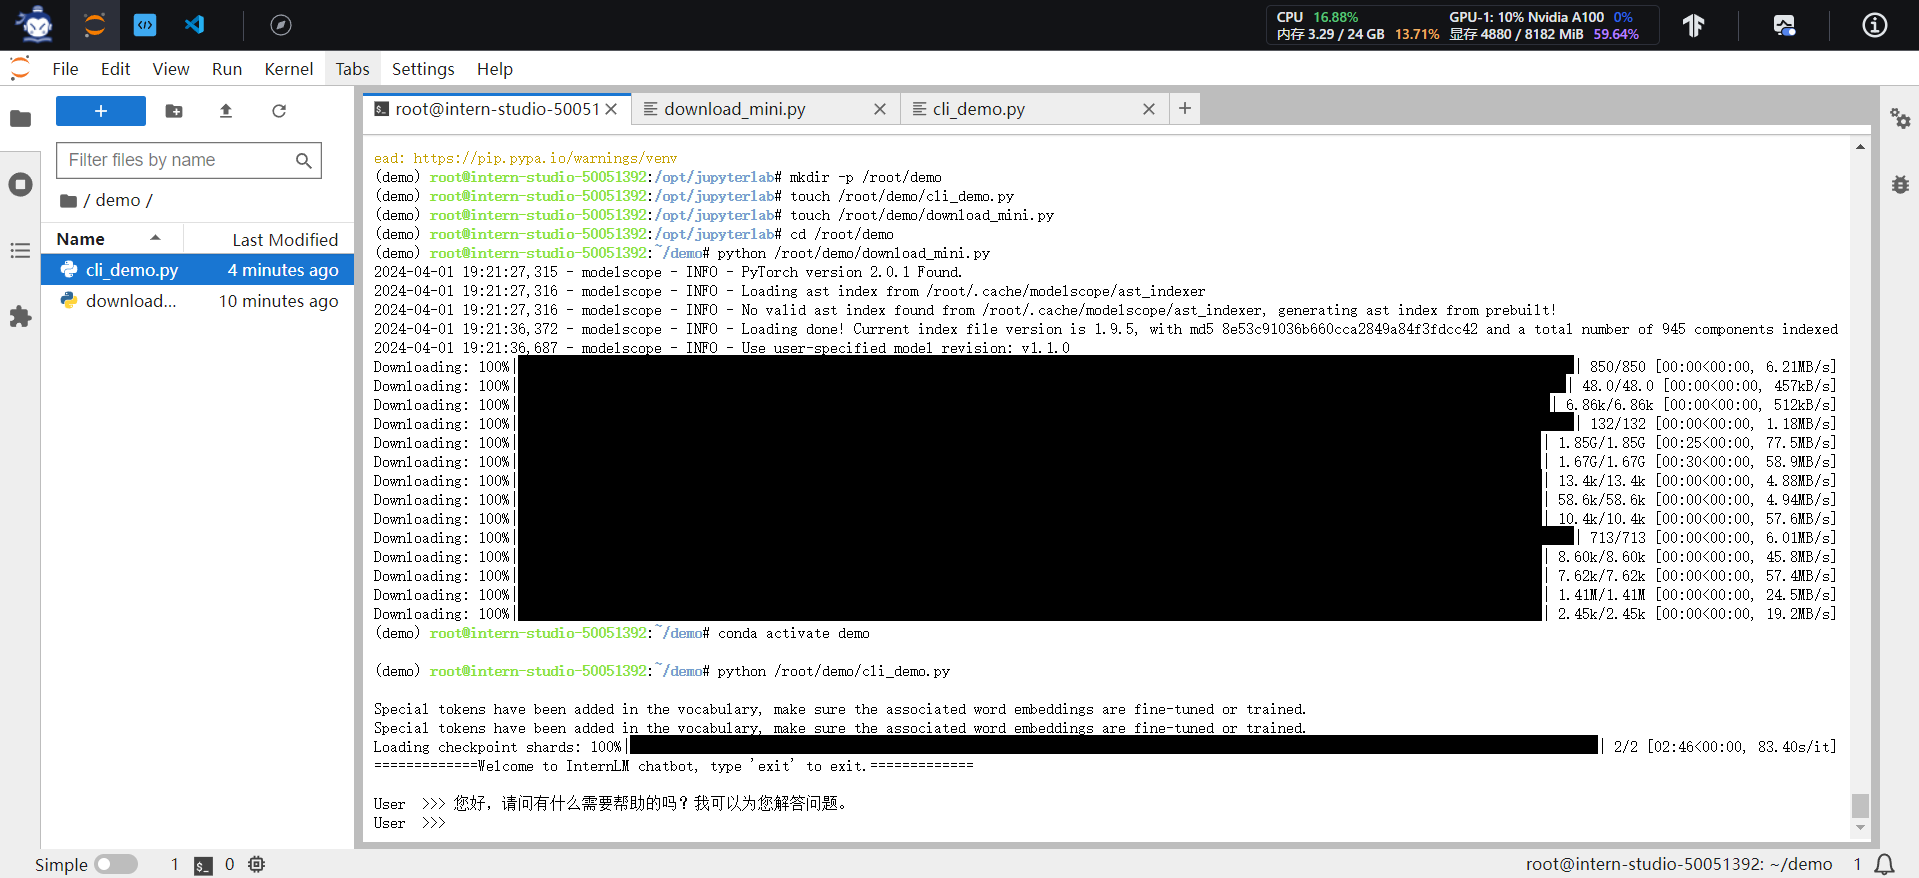 CPU 16.88%
GPU-1: 10% Nvidia A100 0%
内存 3.29 / 24 GB 13.71%
显存 4880 / 8182 MiB 59.64%
File Edit View Run Kernel Tabs Settings Help
root@intern-studio-50051
download_mini.py
cli_demo.py
Filter files by name
/ demo /
Name Last Modified
cli_demo.py 4 minutes ago
download... 10 minutes ago
ead: https://pip.pypa.io/warnings/venv
(demo) root@intern-studio-50051392:/opt/jupyterlab# mkdir -p /root/demo
(demo) root@intern-studio-50051392:/opt/jupyterlab# touch /root/demo/cli_demo.py
(demo) root@intern-studio-50051392:/opt/jupyterlab# touch /root/demo/download_mini.py
(demo) root@intern-studio-50051392:/opt/jupyterlab# cd /root/demo
(demo) root@intern-studio-50051392:~/demo# python /root/demo/download_mini.py
2024-04-01 19:21:27,315 - modelscope - INFO - PyTorch version 2.0.1 Found.
2024-04-01 19:21:27,316 - modelscope - INFO - Loading ast index from /root/.cache/modelscope/ast_indexer
2024-04-01 19:21:27,316 - modelscope - INFO - No valid ast index found from /root/.cache/modelscope/ast_indexer, generating ast index from prebuilt!
2024-04-01 19:21:36,372 - modelscope - INFO - Loading done! Current index file version is 1.9.5, with md5 8e53c91036b660cca2849a84f3fdcc42 and a total number of 945 components indexed
2024-04-01 19:21:36,687 - modelscope - INFO - Use user-specified model revision: v1.1.0
Downloading: 100%| | 850/850 [00:00<00:00, 6.21MB/s]
Downloading: 100%| | 48.0/48.0 [00:00<00:00, 457kB/s]
Downloading: 100%| | 6.86k/6.86k [00:00<00:00, 512kB/s]
Downloading: 100%| | 132/132 [00:00<00:00, 1.18MB/s]
Downloading: 100%| | 1.85G/1.85G [00:25<00:00, 77.5MB/s]
Downloading: 100%| | 1.67G/1.67G [00:30<00:00, 58.9MB/s]
Downloading: 100%| | 13.4k/13.4k [00:00<00:00, 4.88MB/s]
Downloading: 100%| | 58.6k/58.6k [00:00<00:00, 4.94MB/s]
Downloading: 100%| | 10.4k/10.4k [00:00<00:00, 57.6MB/s]
Downloading: 100%| | 713/713 [00:00<00:00, 6.01MB/s]
Downloading: 100%| | 8.60k/8.60k [00:00<00:00, 45.8MB/s]
Downloading: 100%| | 7.62k/7.62k [00:00<00:00, 57.4MB/s]
Downloading: 100%| | 1.41M/1.41M [00:00<00:00, 24.5MB/s]
Downloading: 100%| | 2.45k/2.45k [00:00<00:00, 19.2MB/s]
(demo) root@intern-studio-50051392:~/demo# conda activate demo
(demo) root@intern-studio-50051392:~/demo# python /root/demo/cli_demo.py
Special tokens have been added in the vocabulary, make sure the associated word embeddings are fine-tuned or trained.
Special tokens have been added in the vocabulary, make sure the associated word embeddings are fine-tuned or trained.
Loading checkpoint shards: 100%| | 2/2 [02:46<00:00, 83.40s/it]
=============Welcome to InternLM chatbot, type 'exit' to exit.=============
User >>> 您好，请问有什么需要帮助的吗？我可以为您解答问题。
User >>>
Simple 1 0
root@intern-studio-50051392: ~/demo 1